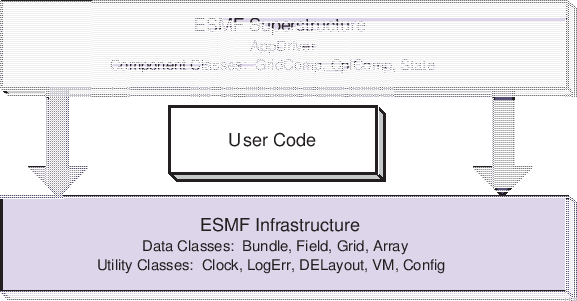 ESMF Superstructure
AppDriver
Component Classes: GridComp, CplComp, State
User Code
ESMF Infrastructure
Data Classes: Bundle, Field, Grid, Array
Utility Classes: Clock, LogErr, DELayout, VM, Config